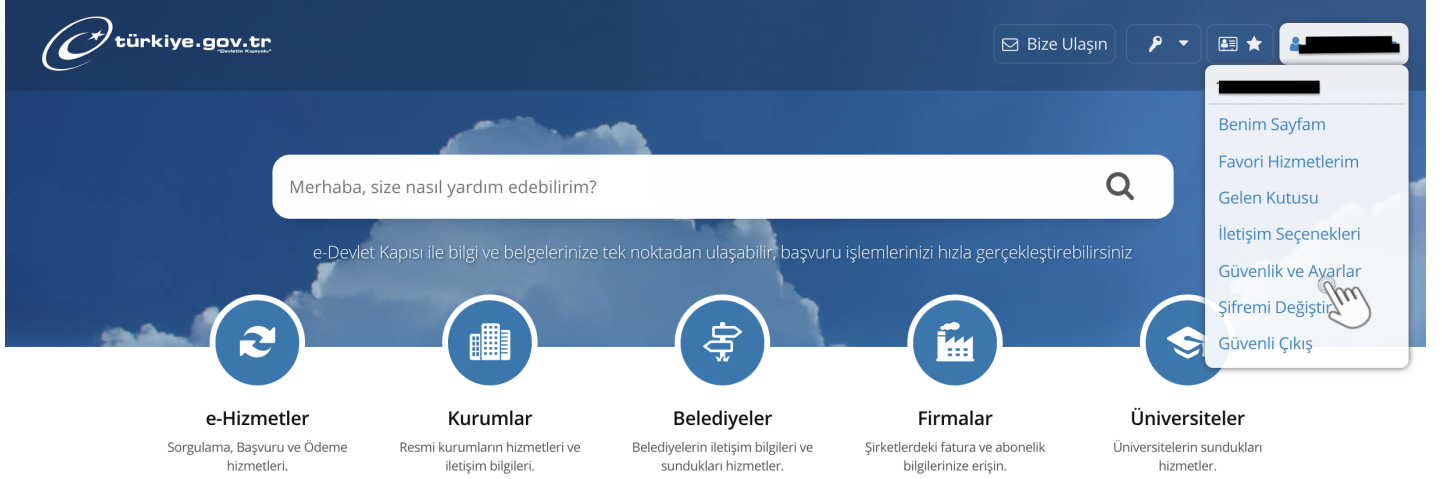 türkiye.gov.tr
"Devletin Kısayolu"
Bize Ulaşın
Benim Sayfam
Favori Hizmetlerim
Gelen Kutusu
İletişim Seçenekleri
Güvenlik ve Ayarlar
Şifremi Değiştir
Güvenli Çıkış
Merhaba, size nasıl yardım edebilirim?
e-Devlet Kapısı ile bilgi ve belgelerinize tek noktadan ulaşabilir, başvuru işlemlerinizi hızla gerçekleştirebilirsiniz
e-Hizmetler
Sorgulama, Başvuru ve Ödeme
hizmetleri.
Kurumlar
Resmi kurumların hizmetleri ve
iletişim bilgileri.
Belediyeler
Belediyelerin iletişim bilgileri ve
sundukları hizmetler.
Firmalar
Şirketlerdeki fatura ve abonelik
bilgilerinize erişin.
Üniversiteler
Üniversitelerin sundukları
hizmetler.